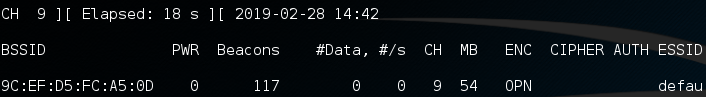 CH  9 ][ Elapsed: 18 s ][ 2019-02-28 14:42
BSSID              PWR  Beacons    #Data, #/s  CH  MB   ENC  CIPHER AUTH ESSID
9C:EF:D5:FC:A5:0D    0      117        0    0   9  54   OPN              defau